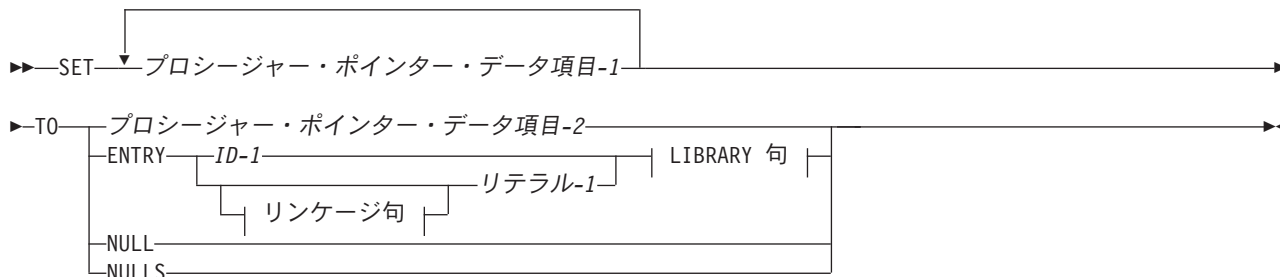 SET プロシージャー・ポインター・データ項目-1
TO プロシージャー・ポインター・データ項目-2
ENTRY ID-1 LIBRARY 句
リテラル-1
リンケージ句
NULL
NULLS